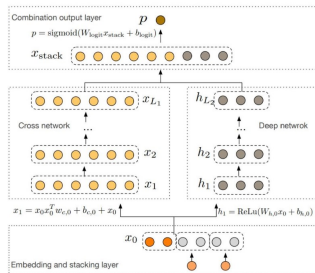 Combination output layer
p
p = sigmoid(W_logit x_stack + b_logit)
x_stack
x_L1
h_L2
Cross network
...
...
Deep netwrok
x_2
h_2
x_1
h_1
x_1 = x_0 x_0^T w_c,0 + b_c,0 + x_0
h_1 = ReLu(W_h,0 x_0 + b_h,0)
x_0
Embedding and stacking layer